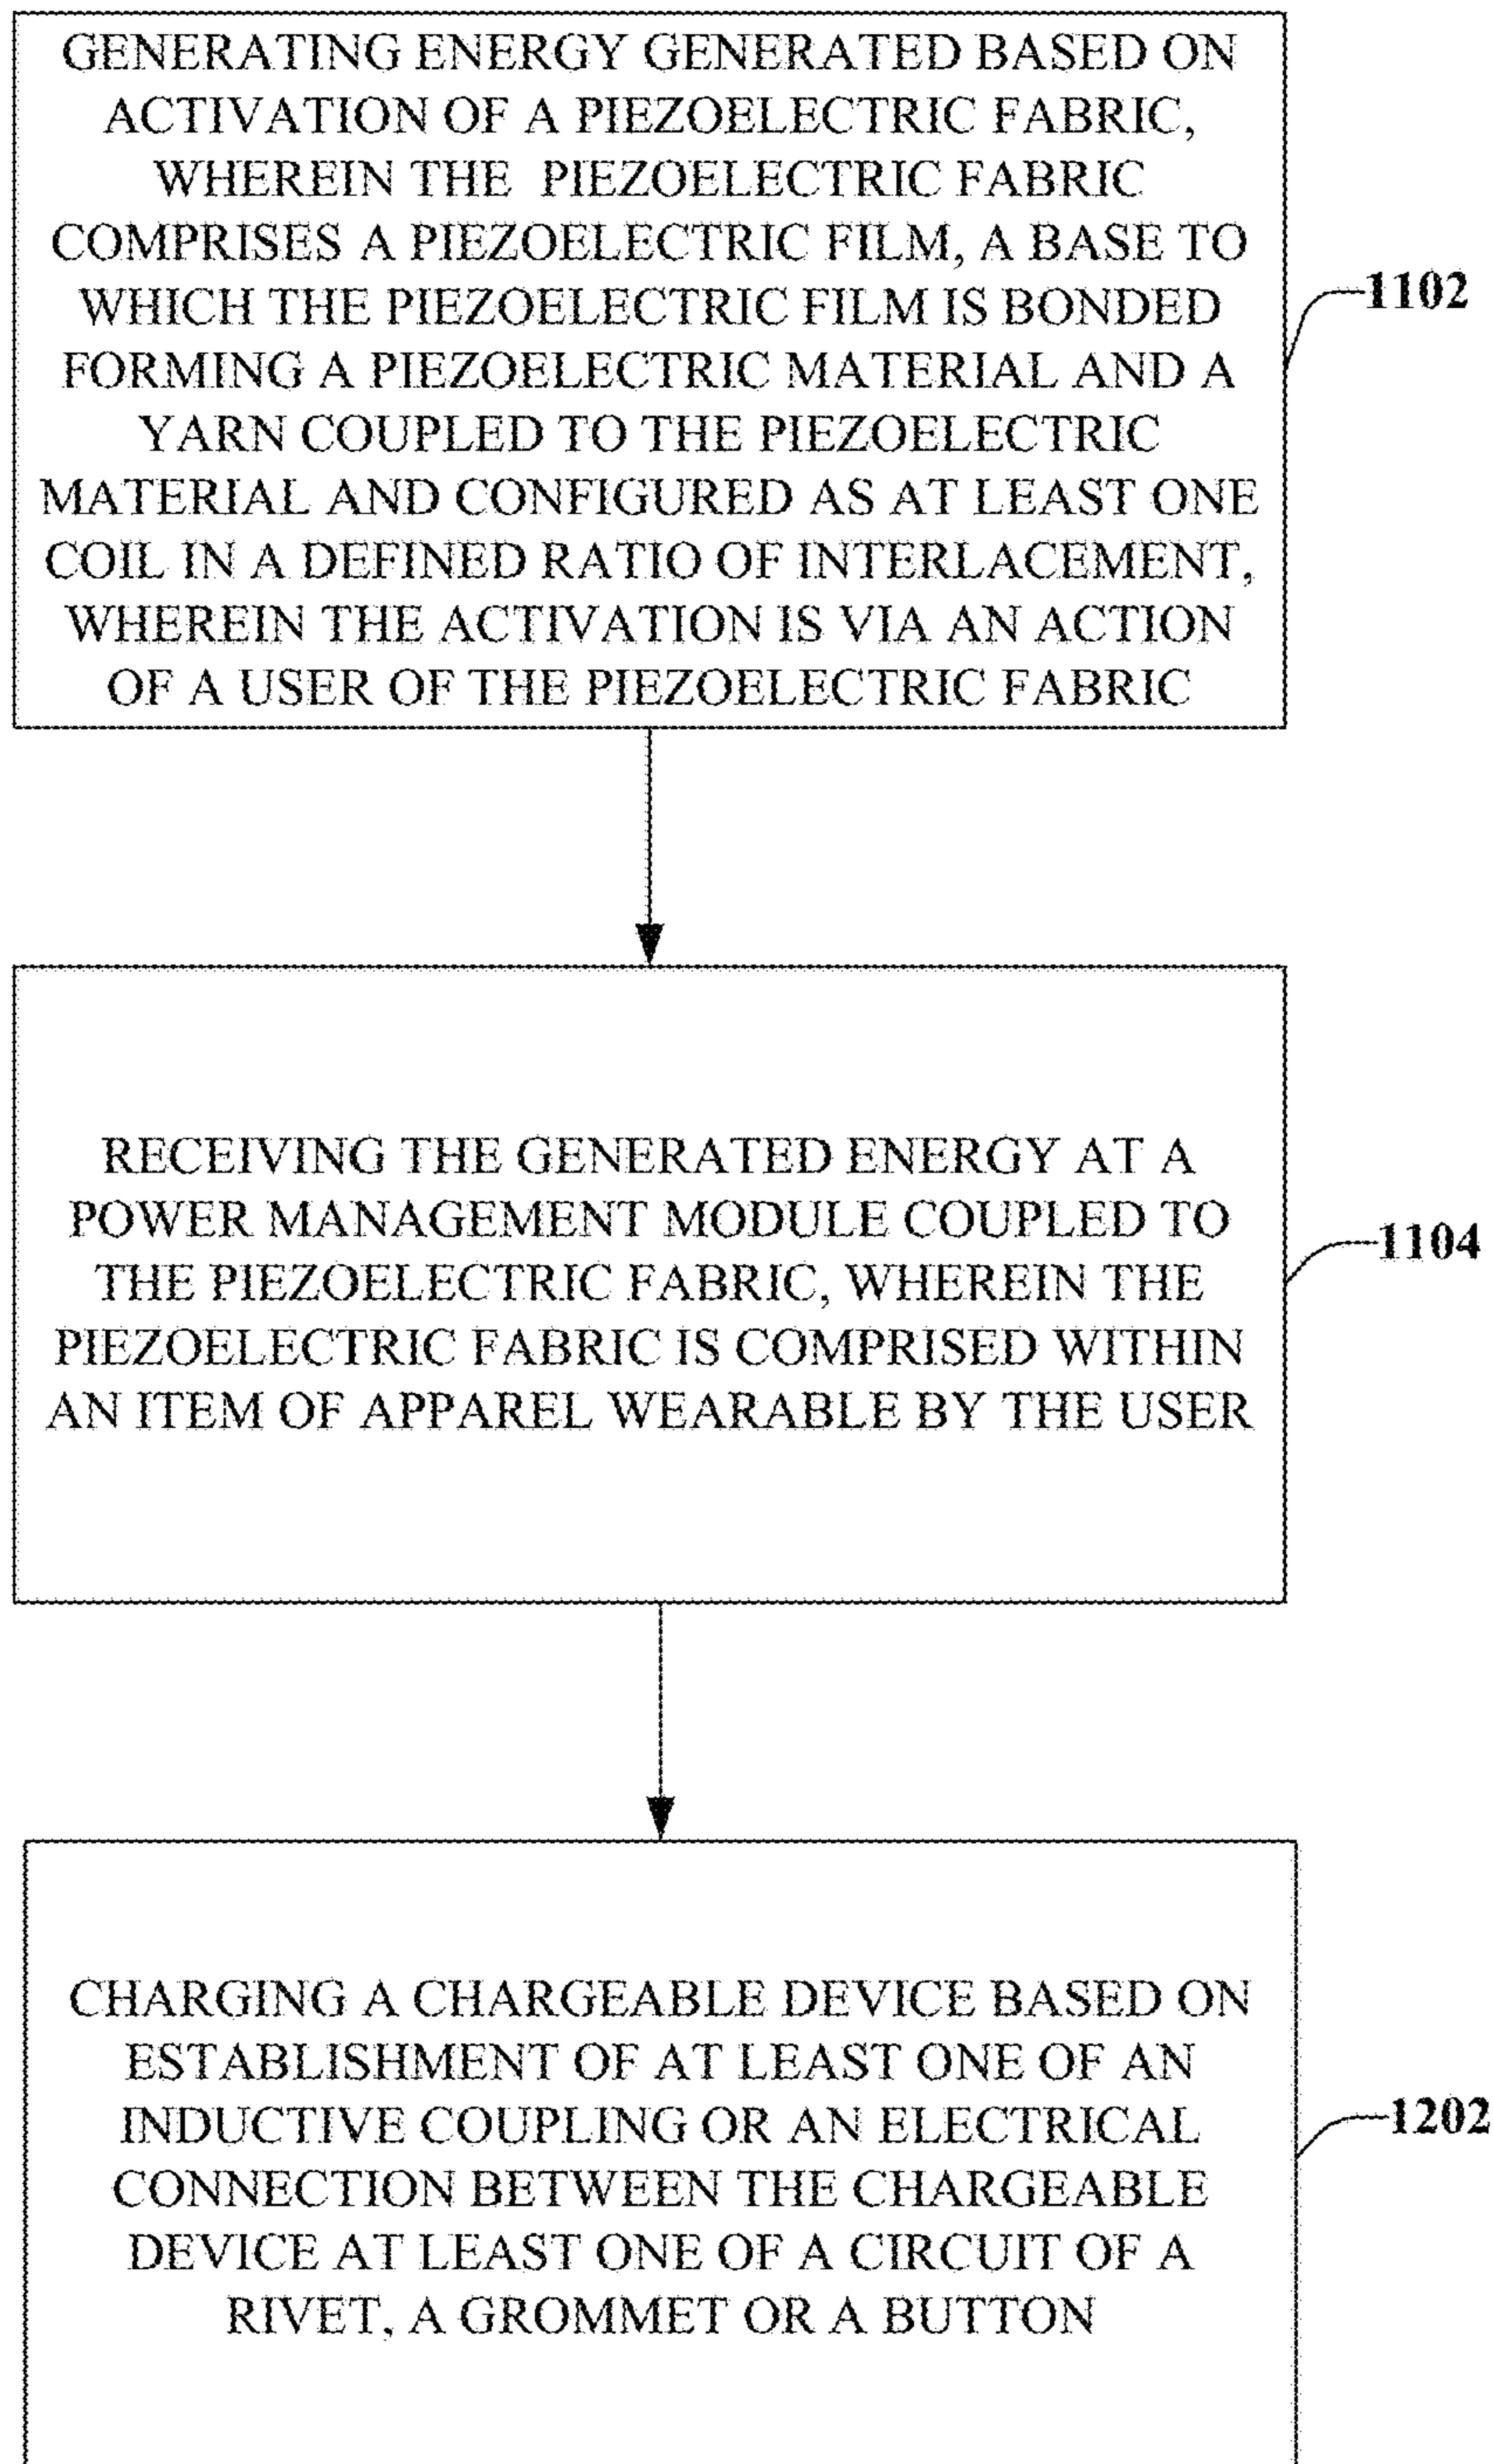 GENERATING ENERGY GENERATED BASED ON
ACTIVATION OF A PIEZOELECTRIC FABRIC,
WHEREIN THE PIEZOELECTRIC FABRIC
COMPRISES A PIEZOELECTRIC FILM, A BASE TO
WHICH THE PIEZOELECTRIC FILM IS BONDED
FORMING A PIEZOELECTRIC MATERIAL AND A
YARN COUPLED TO THE PIEZOELECTRIC
MATERIAL AND CONFIGURED AS AT LEAST ONE
COIL IN A DEFINED RATIO OF INTERLACEMENT,
WHEREIN THE ACTIVATION IS VIA AN ACTION
OF A USER OF THE PIEZOELECTRIC FABRIC
1102
RECEIVING THE GENERATED ENERGY AT A
POWER MANAGEMENT MODULE COUPLED TO
THE PIEZOELECTRIC FABRIC, WHEREIN THE
PIEZOELECTRIC FABRIC IS COMPRISED WITHIN
AN ITEM OF APPAREL WEARABLE BY THE USER
1104
CHARGING A CHARGEABLE DEVICE BASED ON
ESTABLISHMENT OF AT LEAST ONE OF AN
INDUCTIVE COUPLING OR AN ELECTRICAL
CONNECTION BETWEEN THE CHARGEABLE
DEVICE AT LEAST ONE OF A CIRCUIT OF A
RIVET, A GROMMET OR A BUTTON
1202